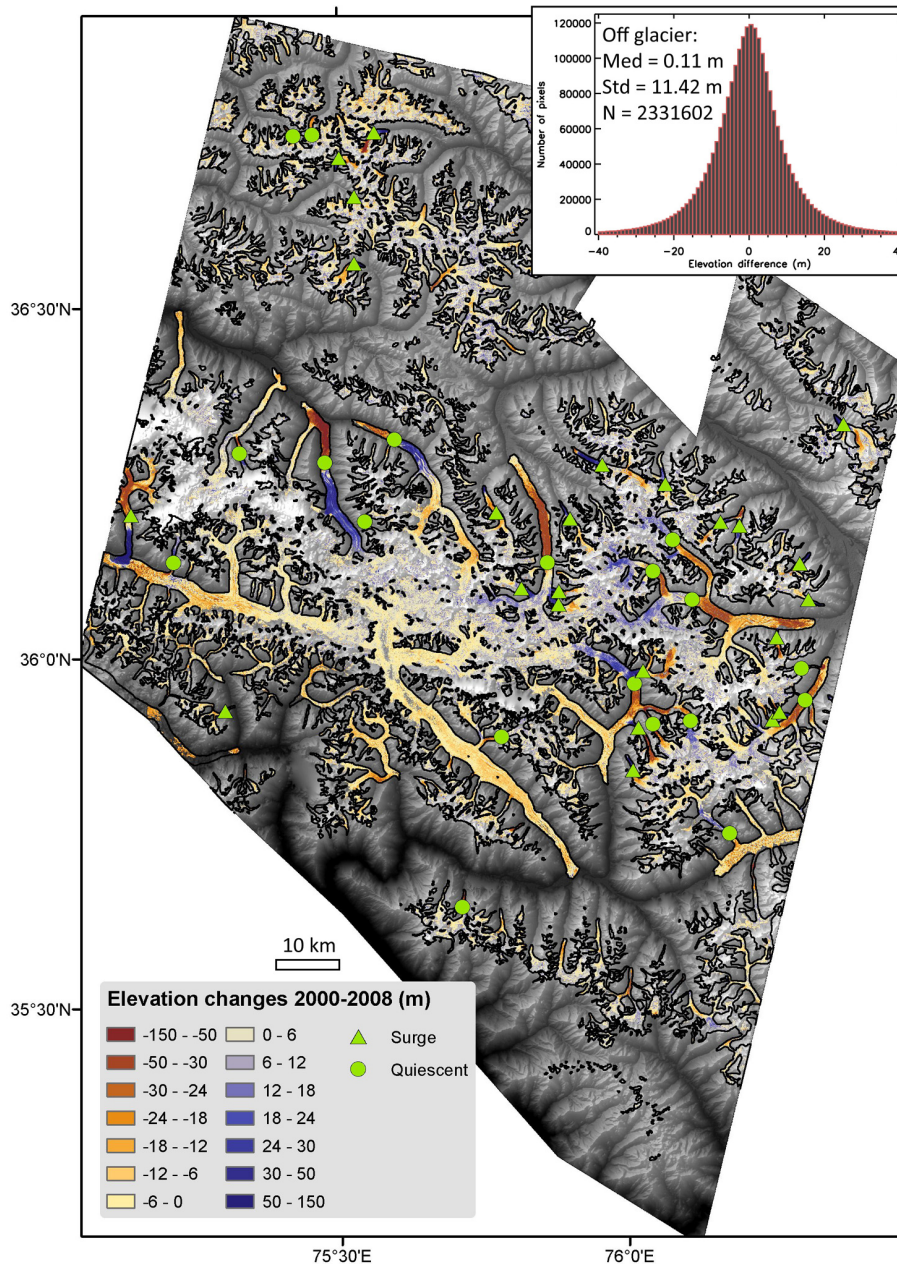 120000
100000
80000
60000
40000
20000
0
Number of pixels
Off glacier:
Med = 0.11 m
Std = 11.42 m
N = 2331602
-40
-20
0
20
Elevation difference (m)
36°30'N
36°0'N
35°30'N
10 km
Elevation changes 2000-2008 (m)
-150 - -50
-50 - -30
-30 - -24
-24 - -18
-18 - -12
-12 - -6
-6 - 0
0 - 6
6 - 12
12 - 18
18 - 24
24 - 30
30 - 50
50 - 150
Surge
Quiescent
75°30'E
76°0'E